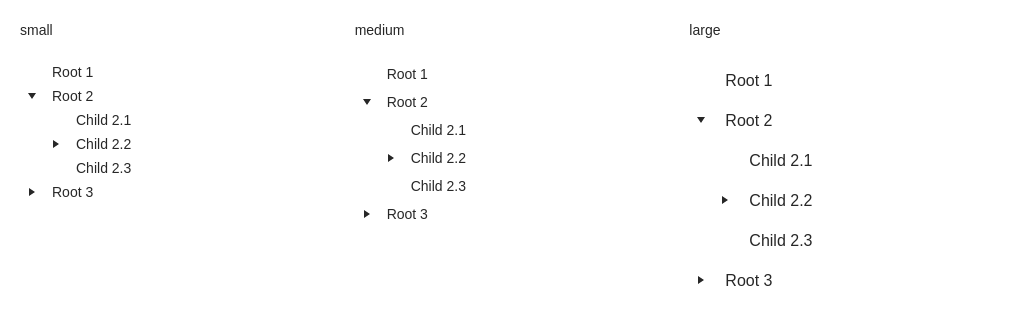 small
Root 1
Root 2
Child 2.1
Child 2.2
Child 2.3
Root 3
medium
Root 1
Root 2
Child 2.1
Child 2.2
Child 2.3
Root 3
large
Root 1
Root 2
Child 2.1
Child 2.2
Child 2.3
Root 3